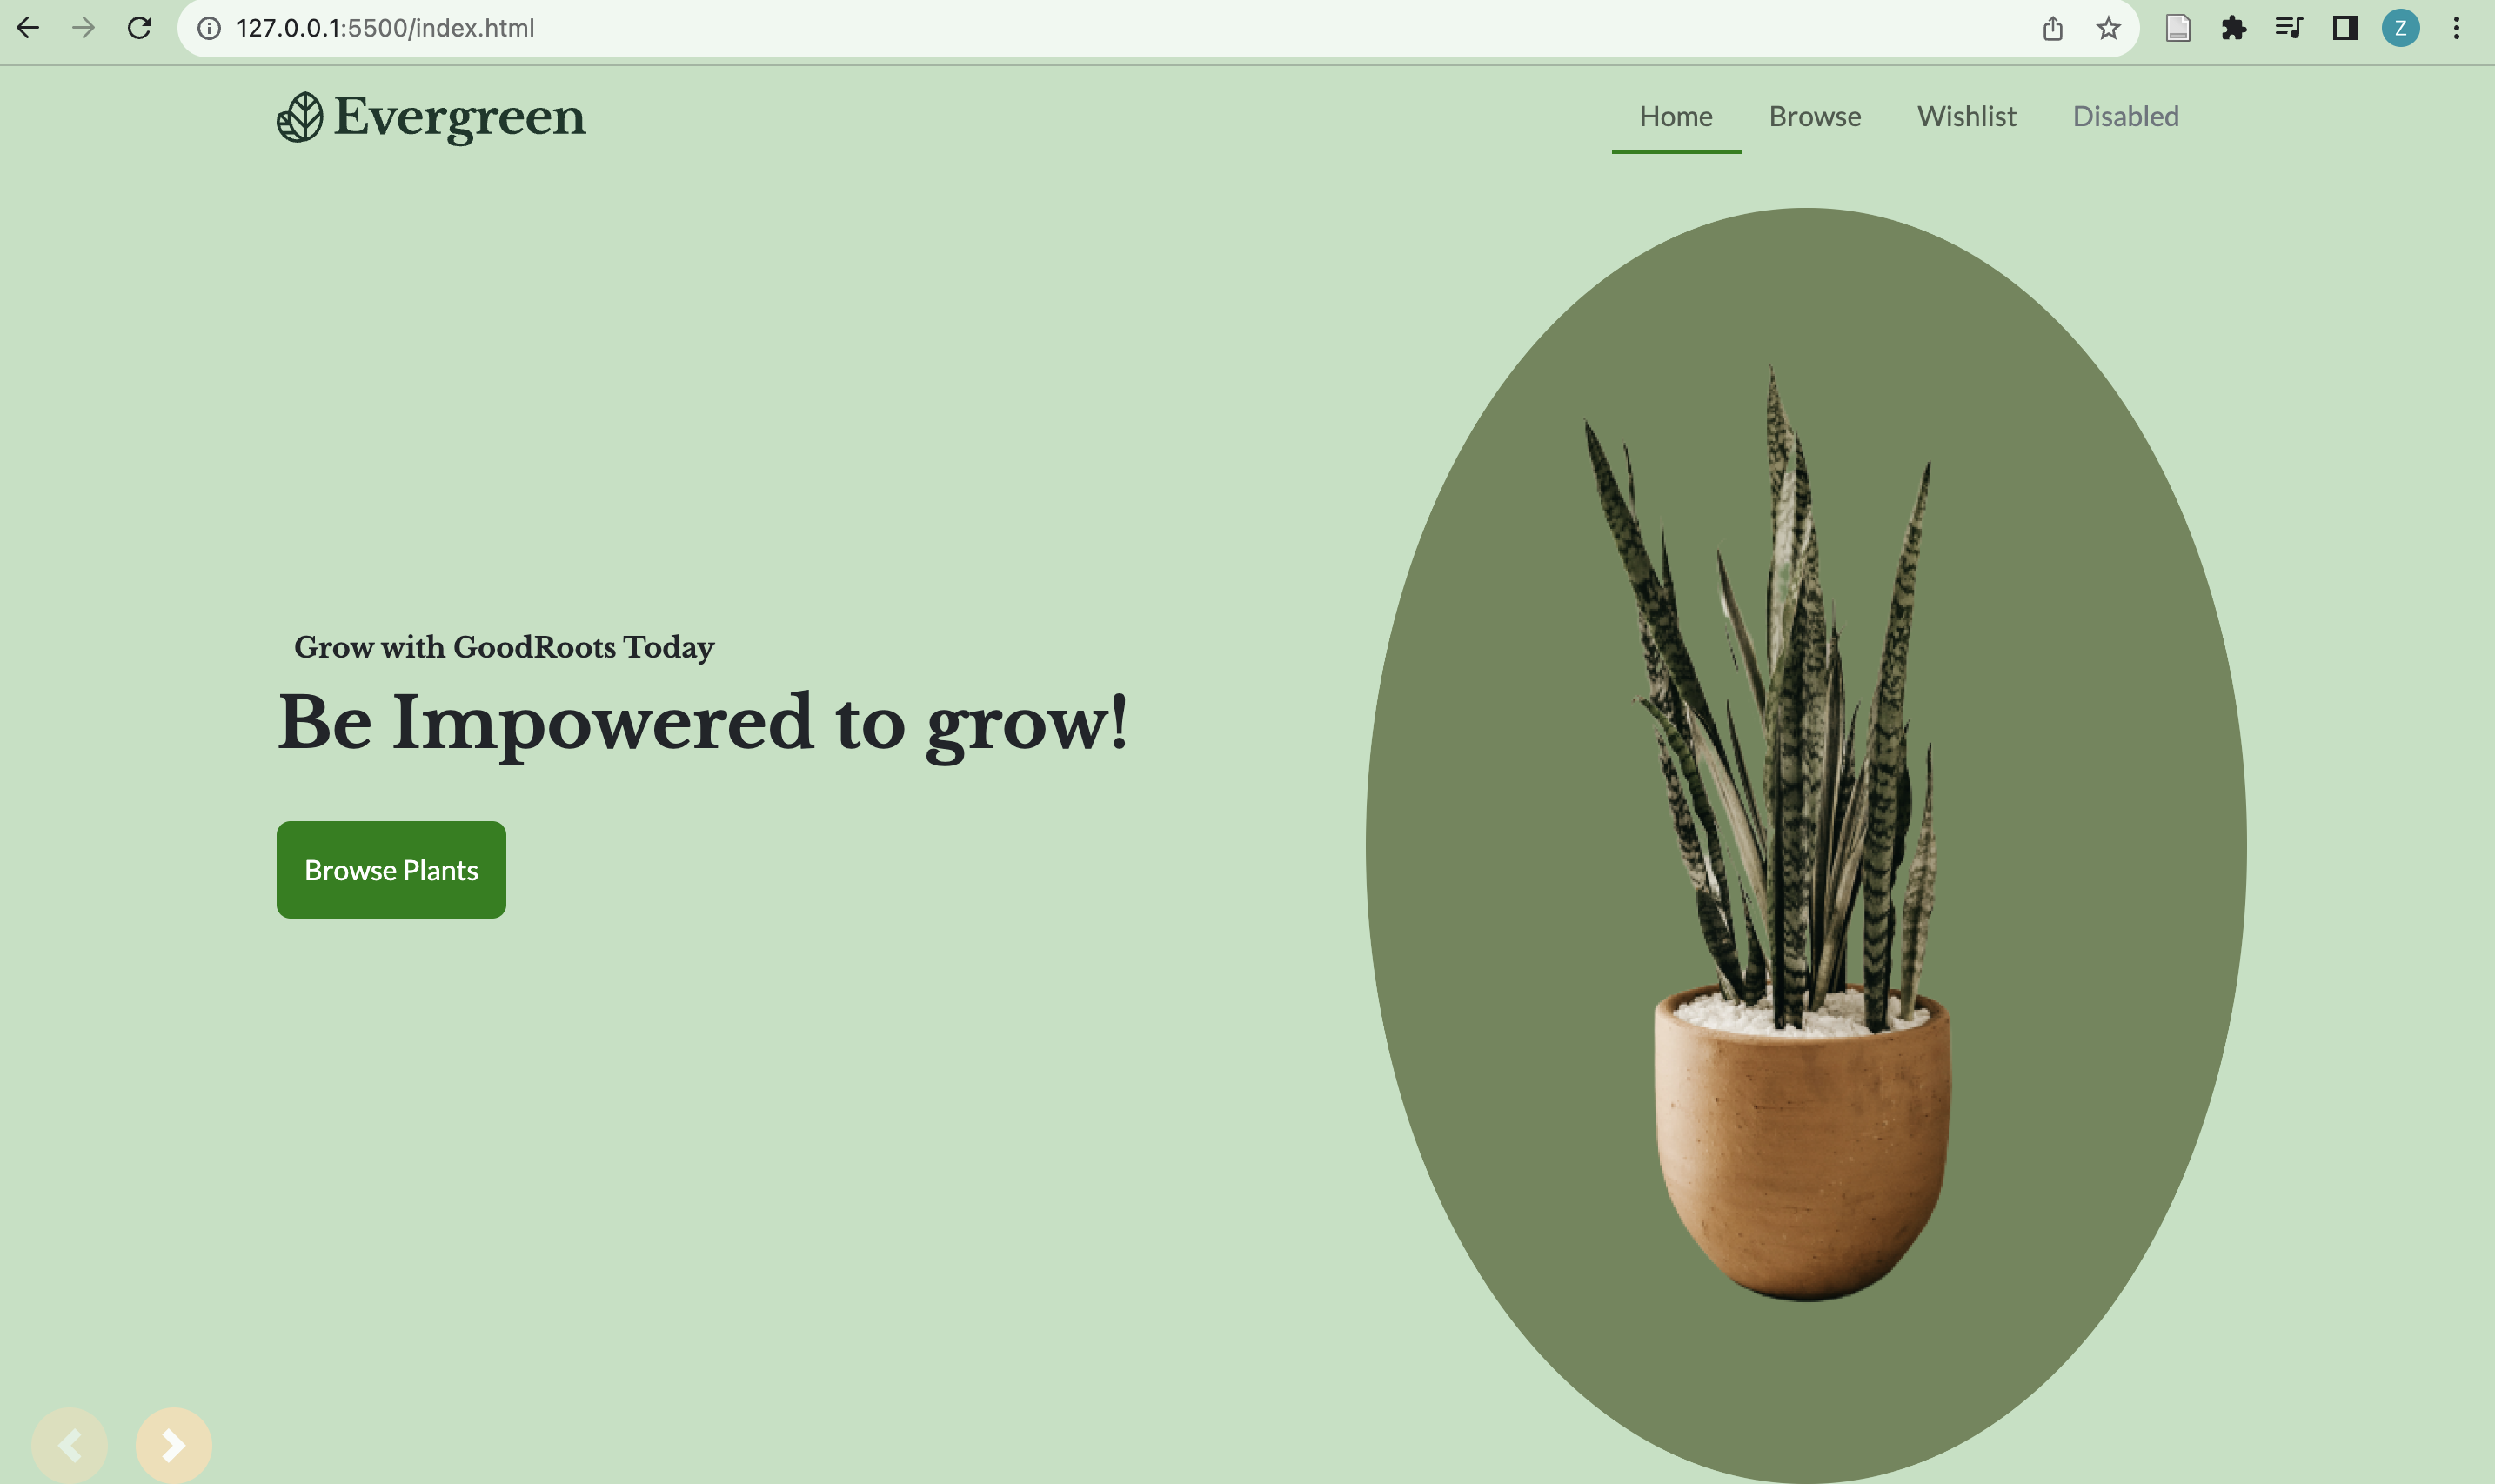 127.0.0.1:5500/index.html
Z
Evergreen
Home Browse Wishlist Disabled
Grow with GoodRoots Today
Be Impowered to grow!
Browse Plants